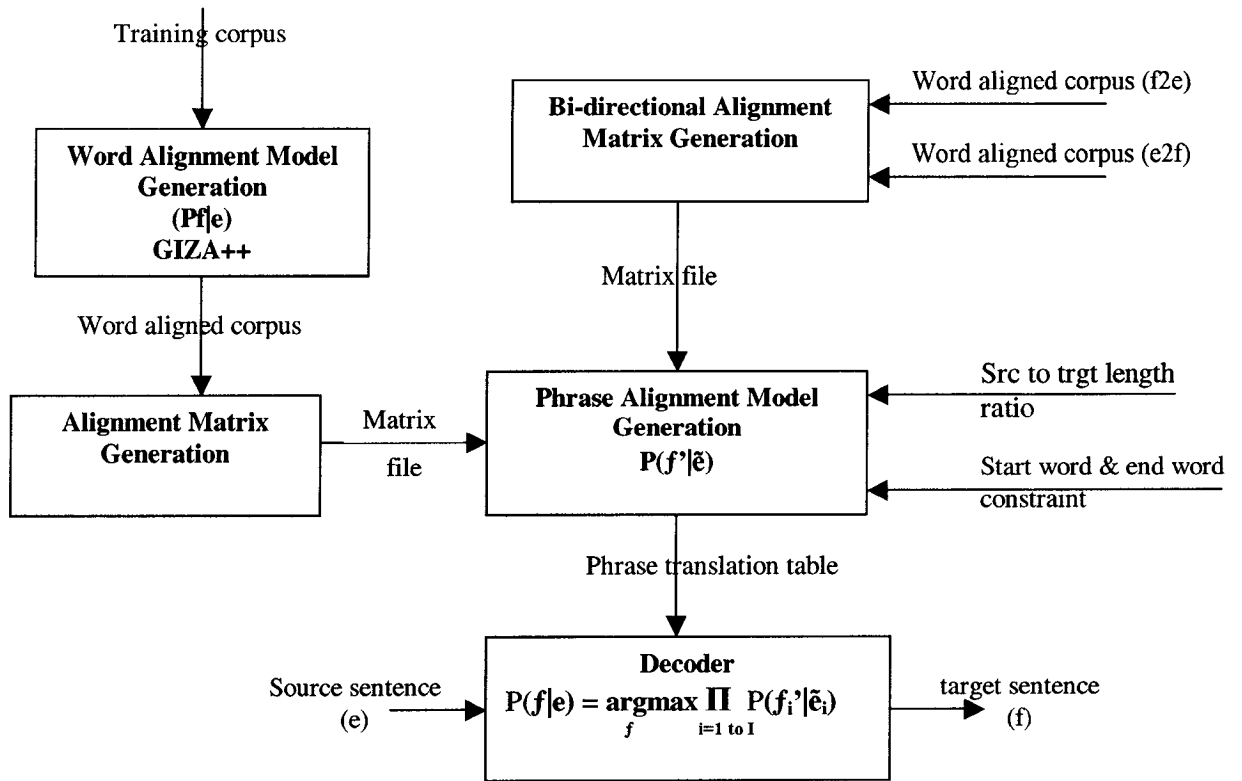 Training corpus
Word Alignment Model
Generation
(Pf|e)
GIZA++
Word aligned corpus
Alignment Matrix
Generation
Matrix
file
Bi-directional Alignment
Matrix Generation
Word aligned corpus (f2e)
Word aligned corpus (e2f)
Matrix file
Phrase Alignment Model
Generation
P(f’|ẽ)
Src to trgt length
ratio
Start word & end word
constraint
Phrase translation table
Source sentence
(e)
Decoder
P(f|e) = argmax Π P(fi’|ẽi)
f i=1 to I
target sentence
(f)